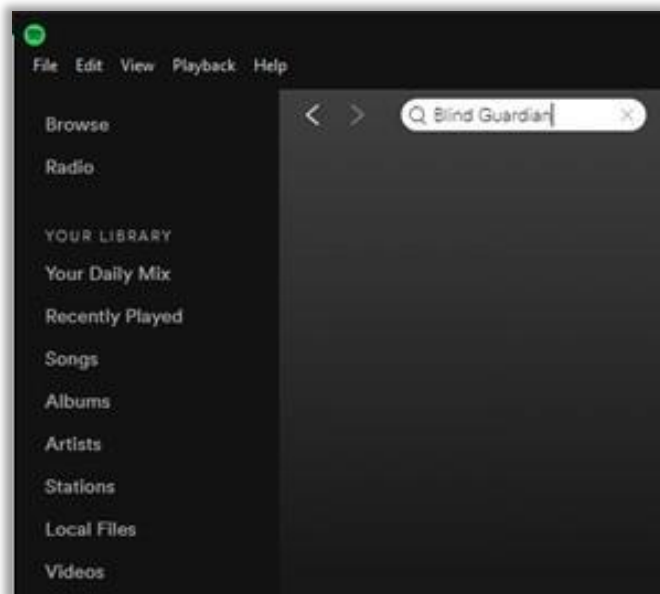 File Edit View Playback Help
Blind Guardian
Browse
Radio
YOUR LIBRARY
Your Daily Mix
Recently Played
Songs
Albums
Artists
Stations
Local Files
Videos